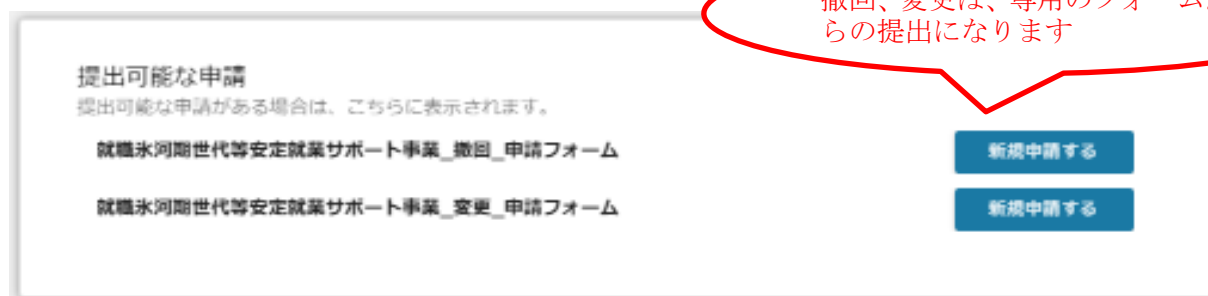 撤回、変更は、専用のフォーム
らの提出になります
提出可能な申請
提出可能な申請がある場合は、こちらに表示されます。
就職氷河期世代等安定就業サポート事業_撤回_申請フォーム
新規申請する
就職氷河期世代等安定就業サポート事業_変更_申請フォーム
新規申請する